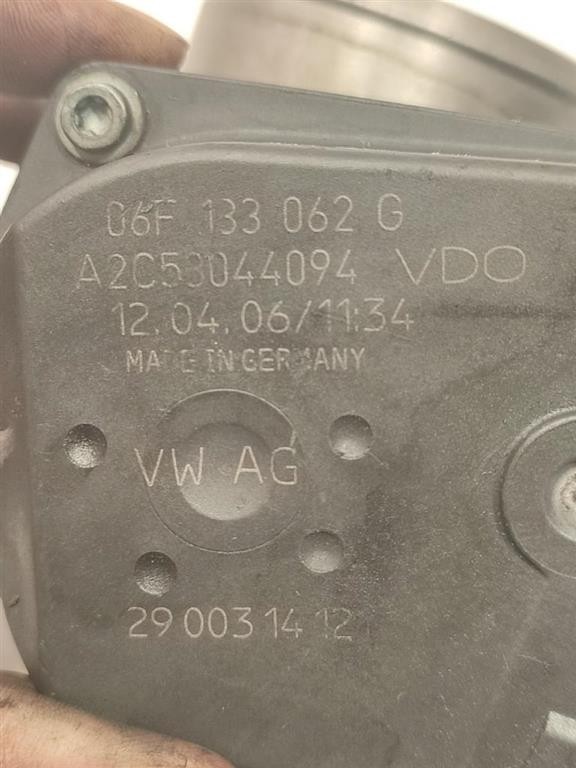 06F 133 062 G
A2C53044094 VDO
12.04.06/11:34
MADE IN GERMANY
VW AG
29 003 14 12